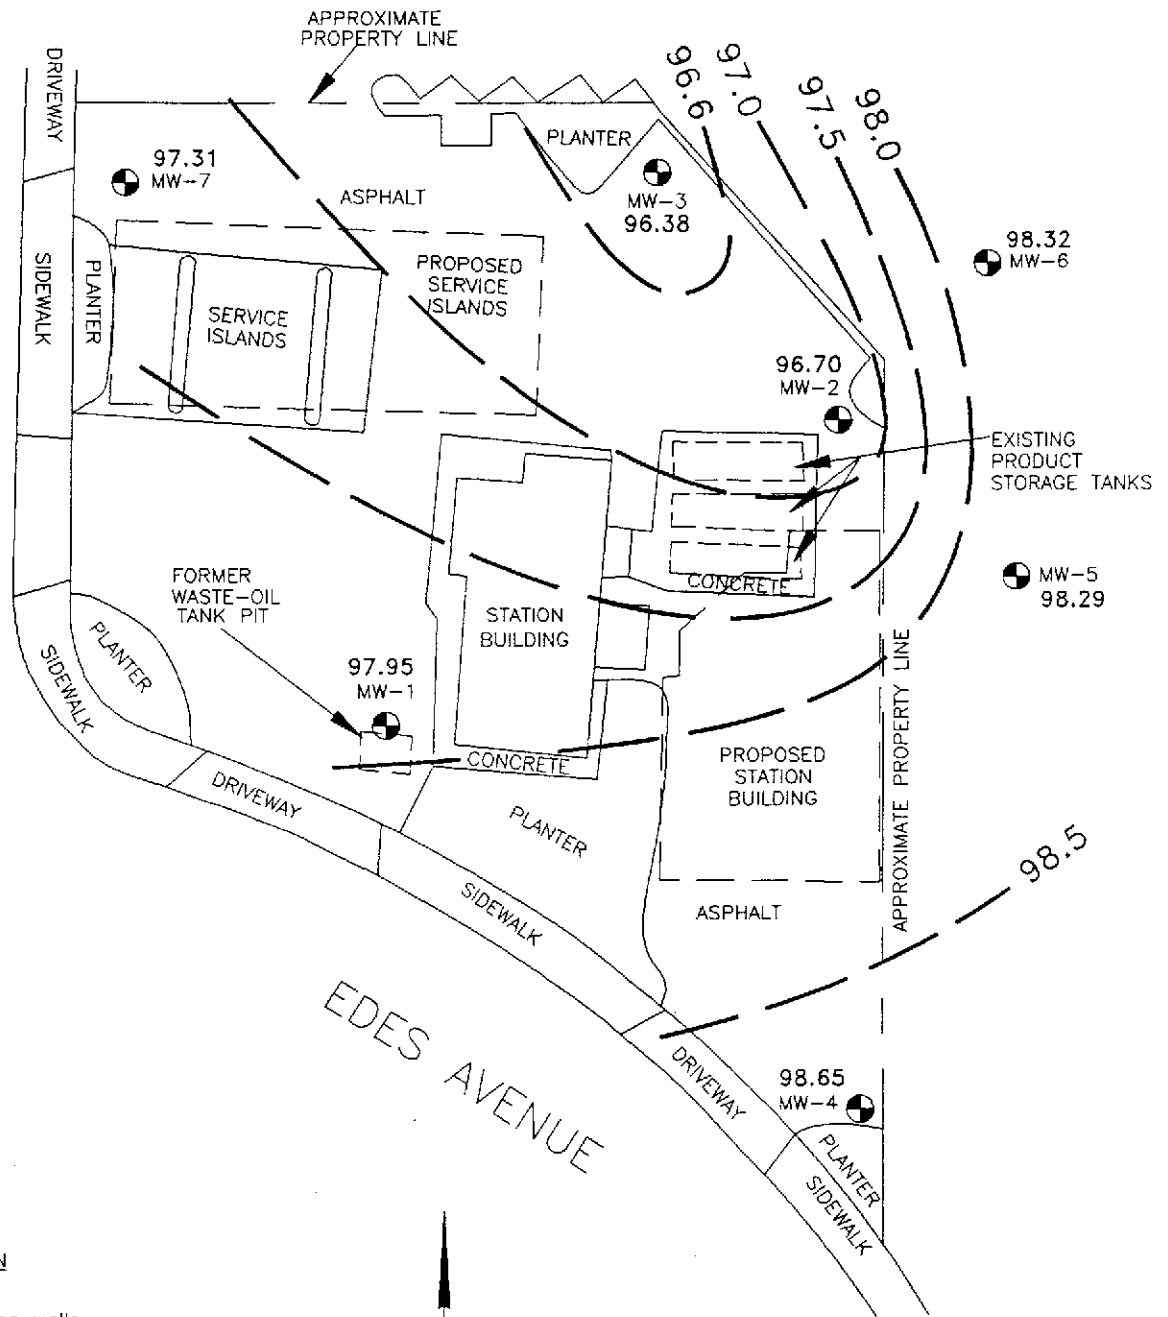 APPROXIMATE
PROPERTY LINE
DRIVEWAY
96.6
97.0
97.5
98.0
PLANTER
97.31
MW-7
ASPHALT
MW-3
96.38
98.32
MW-6
SIDEWALK
PLANTER
PROPOSED
SERVICE
ISLANDS
SERVICE
ISLANDS
96.70
MW-2
EXISTING
PRODUCT
STORAGE TANKS
FORMER
WASTE-OIL
TANK PIT
CONCRETE
MW-5
98.29
STATION
BUILDING
PLANTER
SIDEWALK
97.95
MW-1
APPROXIMATE PROPERTY LINE
CONCRETE
PROPOSED
STATION
BUILDING
DRIVEWAY
PLANTER
98.5
SIDEWALK
ASPHALT
EDES AVENUE
DRIVEWAY
98.65
MW-4
PLANTER
SIDEWALK
N